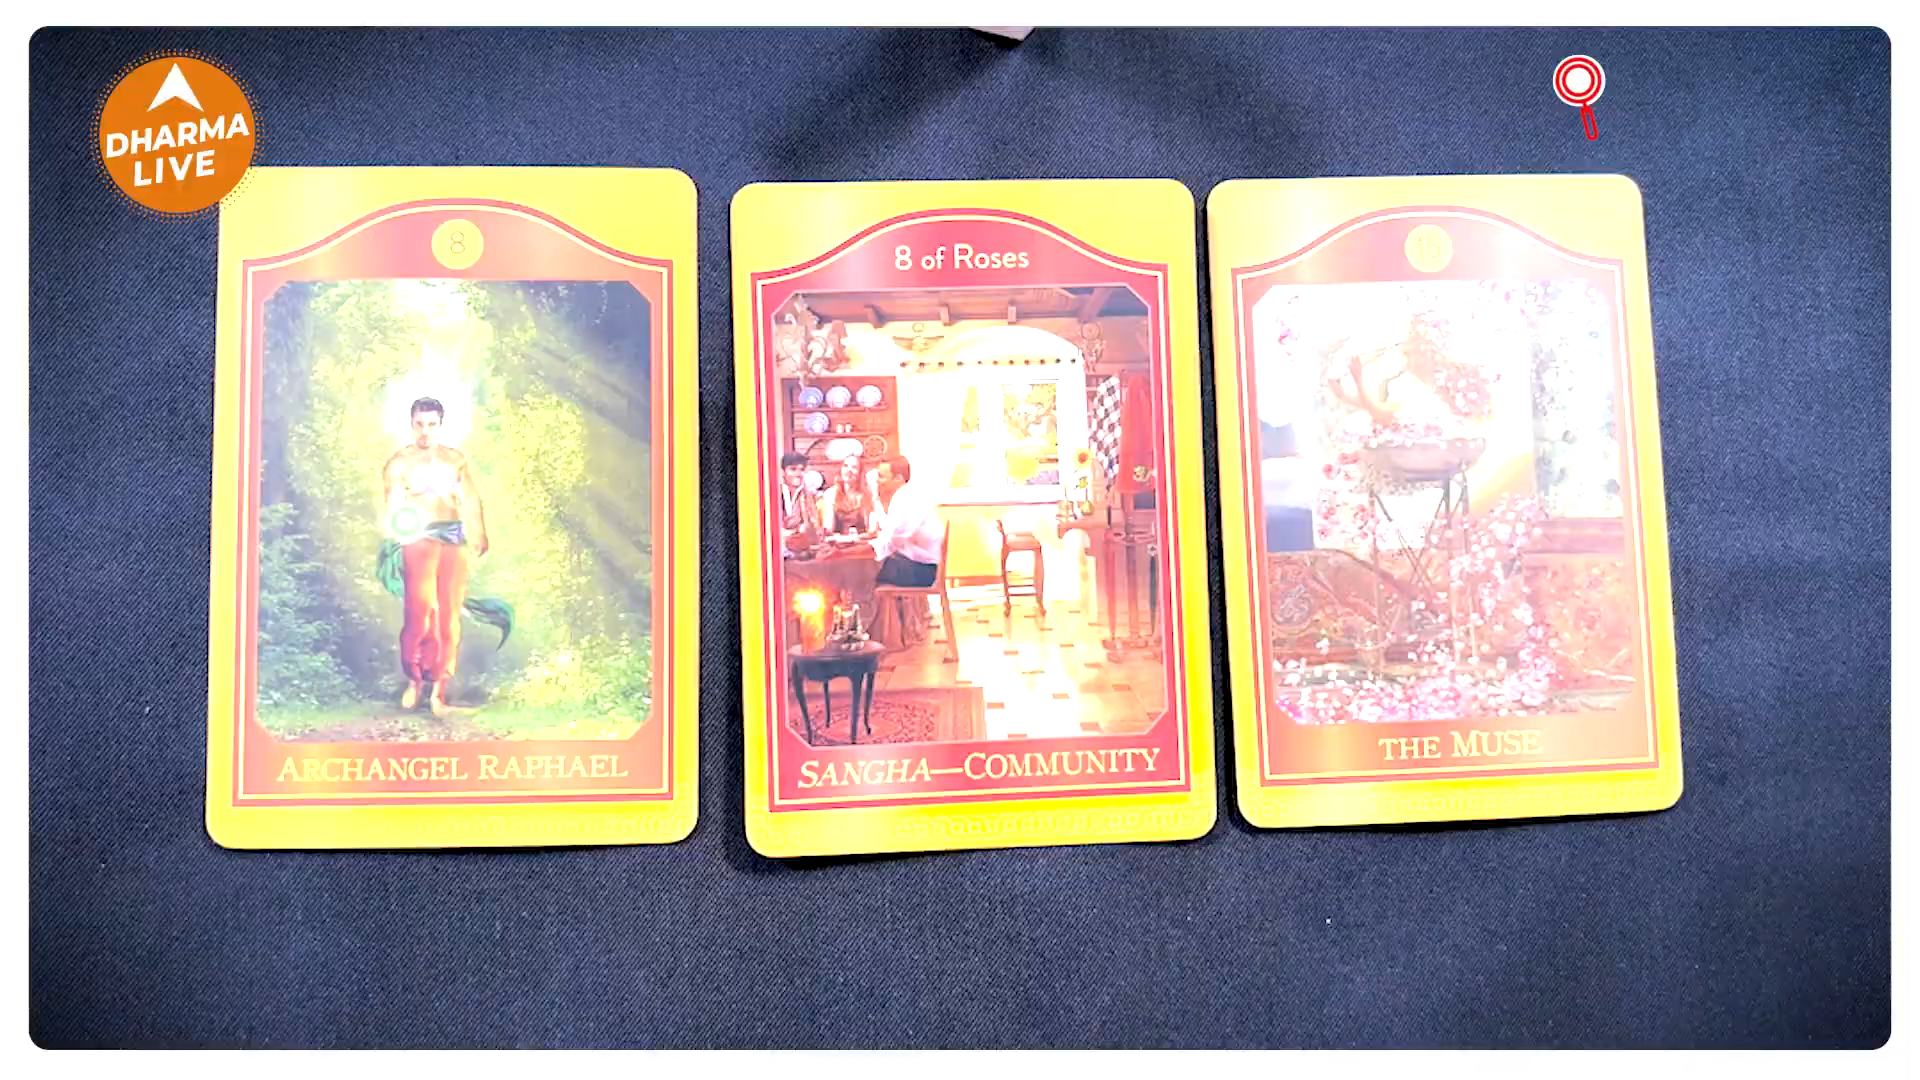 DHARMA
LIVE
8
ARCHANGEL RAPHAEL
8 of Roses
SANGHA—COMMUNITY
THE MUSE